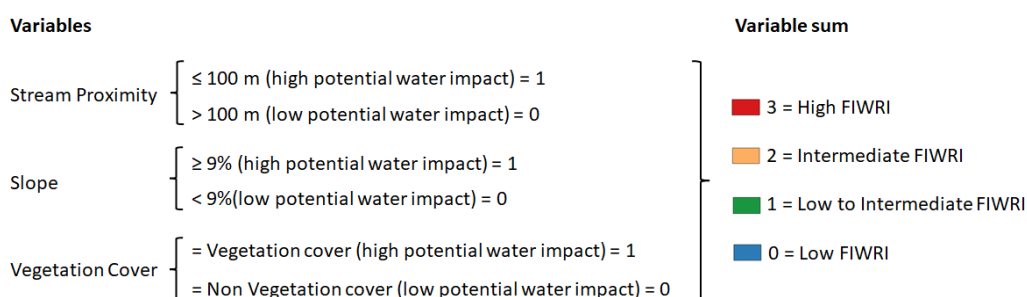 Variables
Variable sum
Stream Proximity
≤ 100 m (high potential water impact) = 1
> 100 m (low potential water impact) = 0
Slope
≥ 9% (high potential water impact) = 1
< 9%(low potential water impact) = 0
Vegetation Cover
= Vegetation cover (high potential water impact) = 1
= Non Vegetation cover (low potential water impact) = 0
3 = High FIWRI
2 = Intermediate FIWRI
1 = Low to Intermediate FIWRI
0 = Low FIWRI